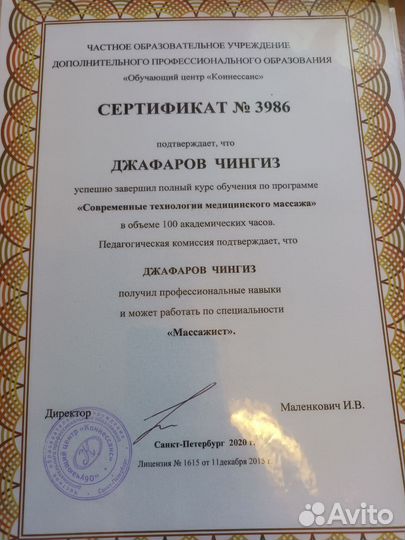 ЧАСТНОЕ ОБРАЗОВАТЕЛЬНОЕ УЧРЕЖДЕНИЕ
ДОПОЛНИТЕЛЬНОГО ПРОФЕССИОНАЛЬНОГО ОБРАЗОВАНИЯ
«Обучающий центр «Коннессанс»
СЕРТИФИКАТ № 3986
подтверждает, что
ДЖАФАРОВ ЧИНГИЗ
успешно завершил полный курс обучения по программе
«Современные технологии медицинского массажа»
в объеме 100 академических часов.
Педагогическая комиссия подтверждает, что
ДЖАФАРОВ ЧИНГИЗ
получил профессиональные навыки
и может работать по специальности
«Массажист».
Директор
Маленкович И.В.
«Обучающий центр «Коннессанс»
Санкт-Петербург 2020 г.
Лицензия № 1615 от 11декабря 2015 г
Avito